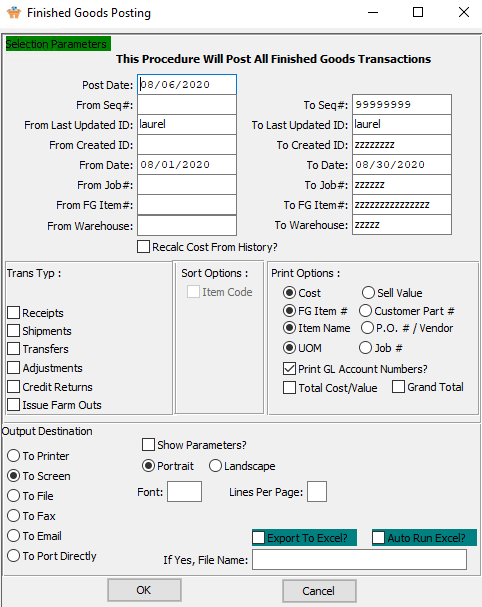 Finished Goods Posting
Selection Parameters
This Procedure Will Post All Finished Goods Transactions
Post Date: 08/06/2020
From Seq#: To Seq#: 99999999
From Last Updated ID: laurel To Last Updated ID: laurel
From Created ID: To Created ID: zzzzzzzz
From Date: 08/01/2020 To Date: 08/30/2020
From Job#: To Job#: zzzzzz
From FG Item#: To FG Item#: zzzzzzzzzzzzzzz
From Warehouse: To Warehouse: zzzzz
Recalc Cost From History?
Trans Typ :
Receipts
Shipments
Transfers
Adjustments
Credit Returns
Issue Farm Outs
Sort Options :
Item Code
Print Options :
Cost Sell Value
FG Item # Customer Part #
Item Name P.O. # / Vendor
UOM Job #
Print GL Account Numbers?
Total Cost/Value Grand Total
Output Destination
To Printer
To Screen
To File
To Fax
To Email
To Port Directly
Show Parameters?
Portrait Landscape
Font: Lines Per Page:
Export To Excel? Auto Run Excel?
If Yes, File Name:
OK Cancel